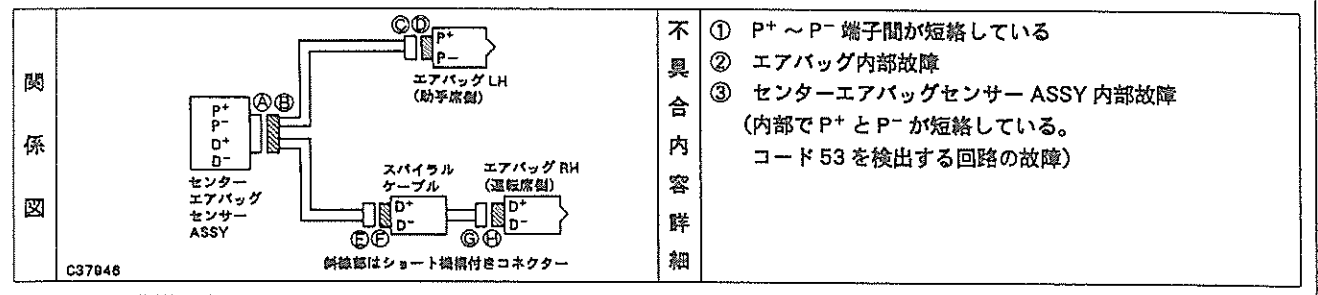 関係図
Ⓒ Ⓓ
P+
P−
エアバッグ LH
(助手席側)
Ⓐ Ⓑ
P+
P−
D+
D−
センター
エアバッグ
センサー
ASSY
スパイラル
ケーブル
エアバッグ RH
(運転席側)
D+
D−
D+
D−
Ⓔ Ⓕ
Ⓖ Ⓗ
C37946
斜線部はショート機構付きコネクター
不具合内容詳細
① P+ ~ P− 端子間が短絡している
② エアバッグ内部故障
③ センターエアバッグセンサー ASSY 内部故障
(内部で P+ と P− が短絡している。
コード 53 を検出する回路の故障)